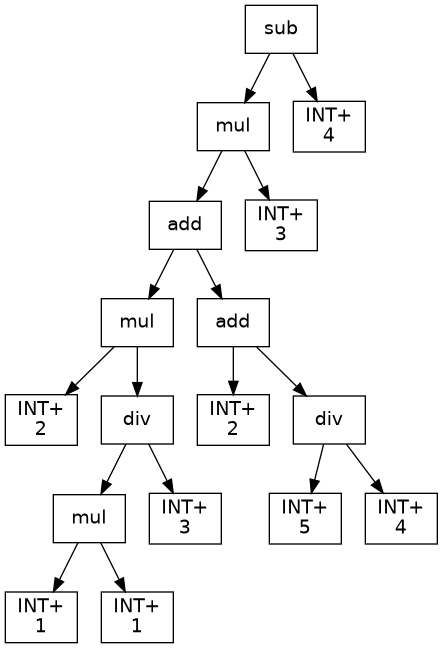 sub
mul
INT+
4
add
INT+
3
mul
add
INT+
2
div
INT+
2
div
mul
INT+
3
INT+
5
INT+
4
INT+
1
INT+
1